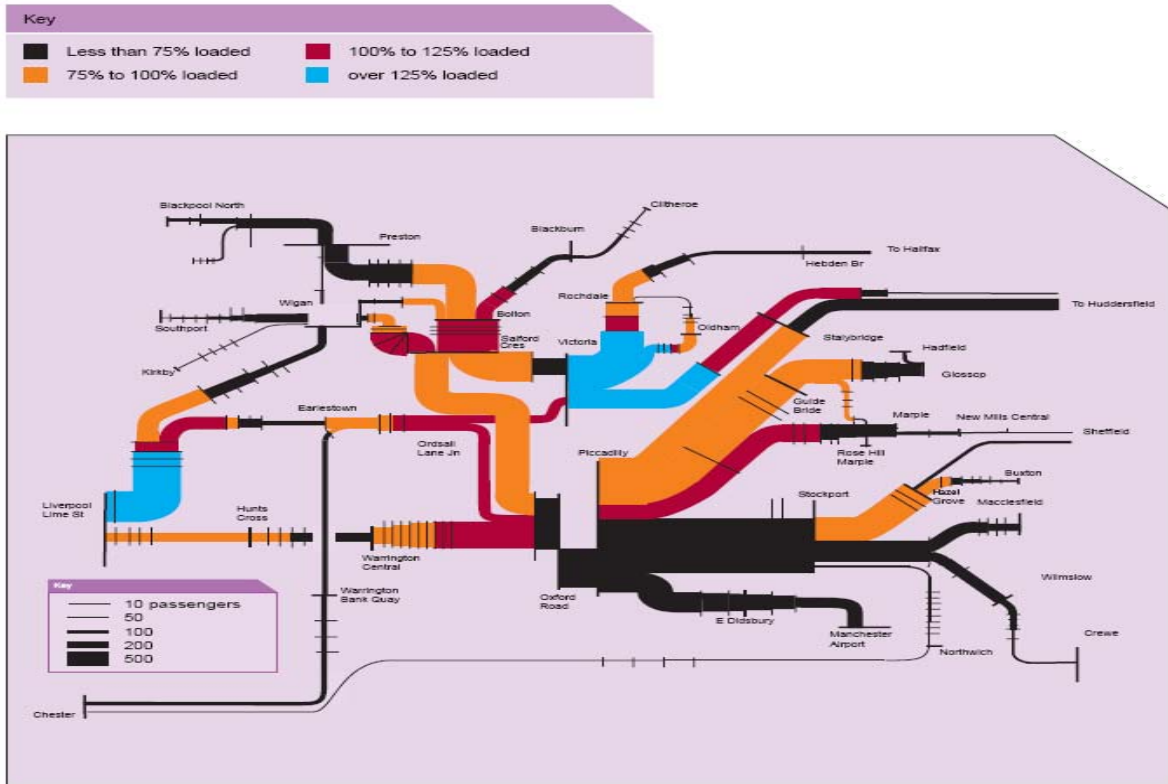 Key
Less than 75% loaded
100% to 125% loaded
75% to 100% loaded
over 125% loaded
Blackpool North
Preston
Blackburn
Clitheroe
To Halifax
Hebden Br
Wigan
Southport
Kirkby
Bolton
Salford
Cres
Rochdale
Oldham
Victoria
To Huddersfield
Stalybridge
Hadfield
Glossop
Guide
Bridge
Marple
New Mills Central
Sheffield
Rose Hill
Marple
Earlestown
Ordsall
Lane Jn
Piccadilly
Stockport
Buxton
Hazel
Grove
Macclesfield
Liverpool
Lime St
Hunts
Cross
Warrington
Central
Warrington
Bank Quay
Oxford
Road
E Didsbury
Manchester
Airport
Wilmslow
Northwich
Crewe
Chester
Key
10 passengers
50
100
200
500